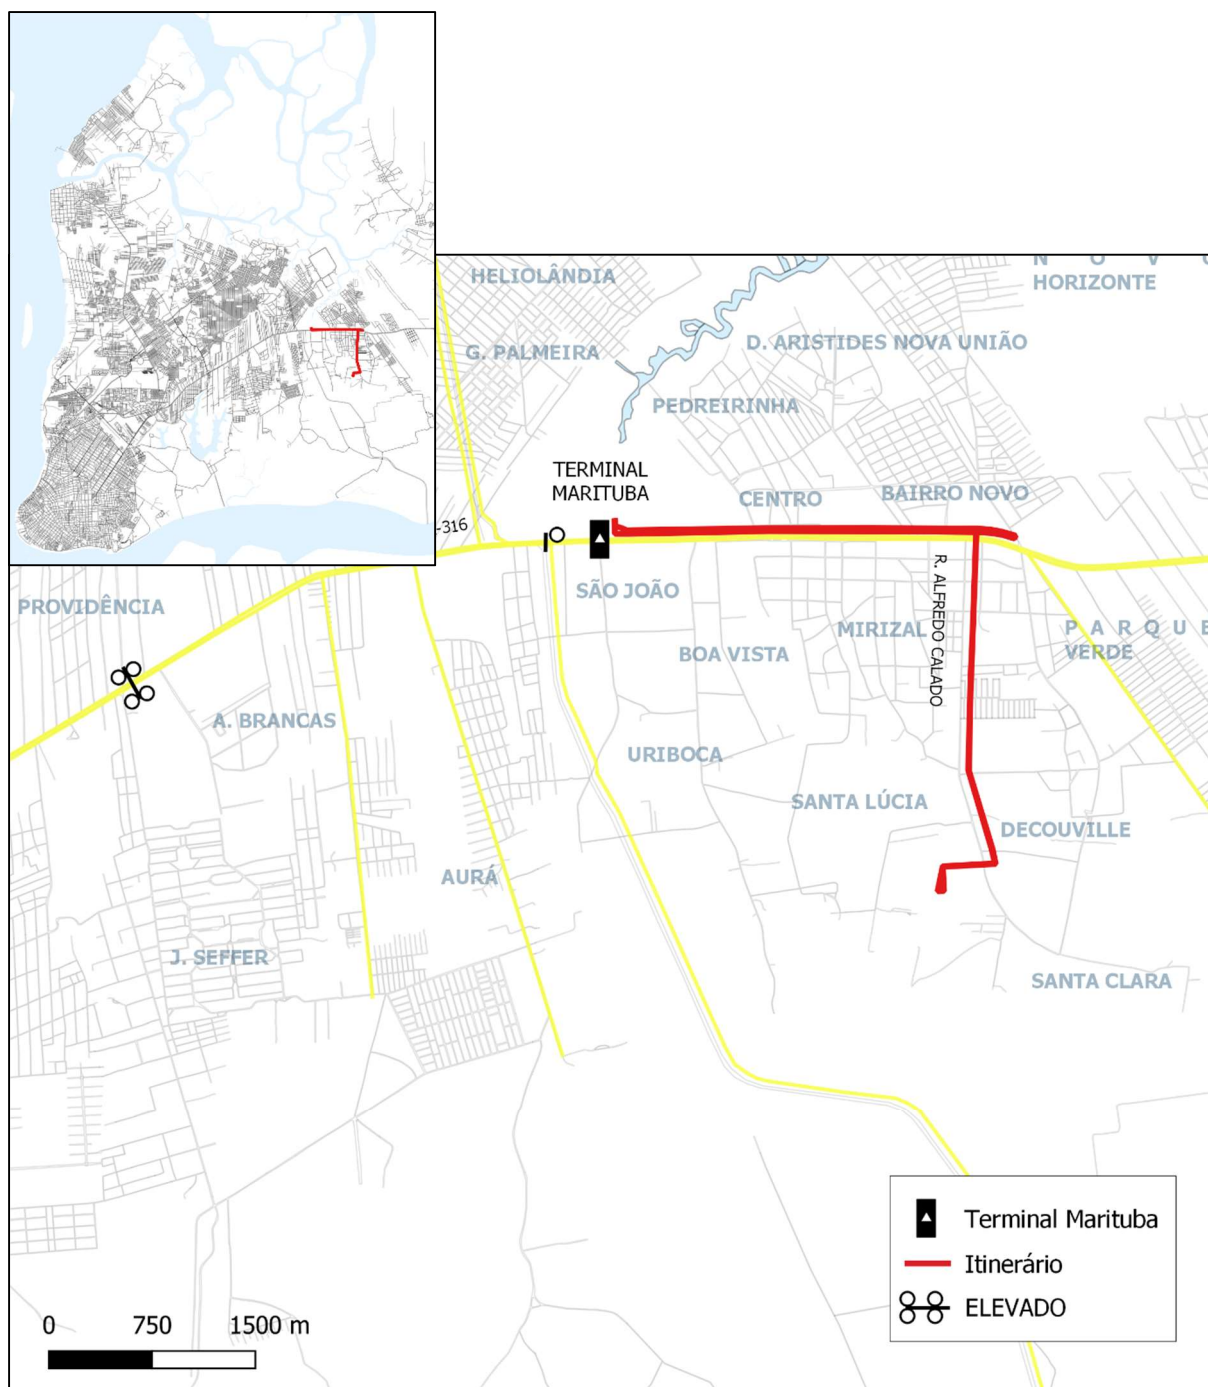 N O V O
HELIOLÂNDIA
HORIZONTE
D. ARISTIDES NOVA UNIÃO
G. PALMEIRA
PEDREIRINHA
TERMINAL
MARITUBA
CENTRO
BAIRRO NOVO
-316
SÃO JOÃO
R. ALFREDO CALADO
PROVIDÊNCIA
MIRIZAL
P A R Q U E
VERDE
BOA VISTA
A. BRANCAS
URIBOCA
SANTA LÚCIA
DECOUVILLE
AURÁ
J. SEFFER
SANTA CLARA
Terminal Marituba
Itinerário
ELEVADO
0 750 1500 m